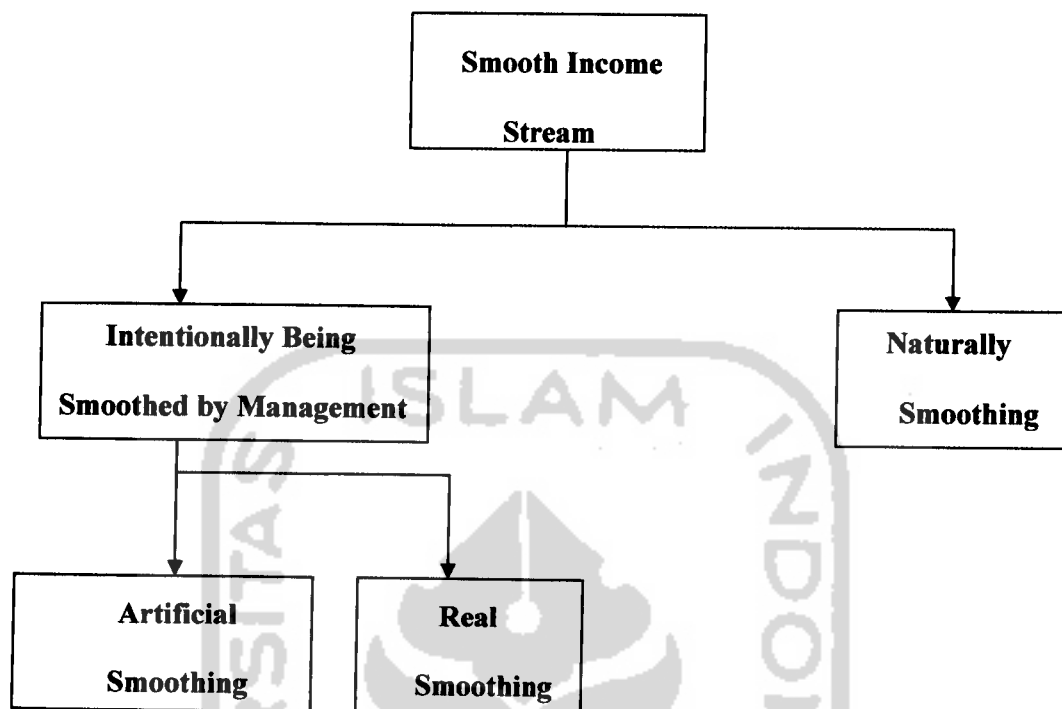 Smooth Income
Stream
Intentionally Being
Smoothed by Management
Naturally
Smoothing
Artificial
Smoothing
Real
Smoothing
ISLAM